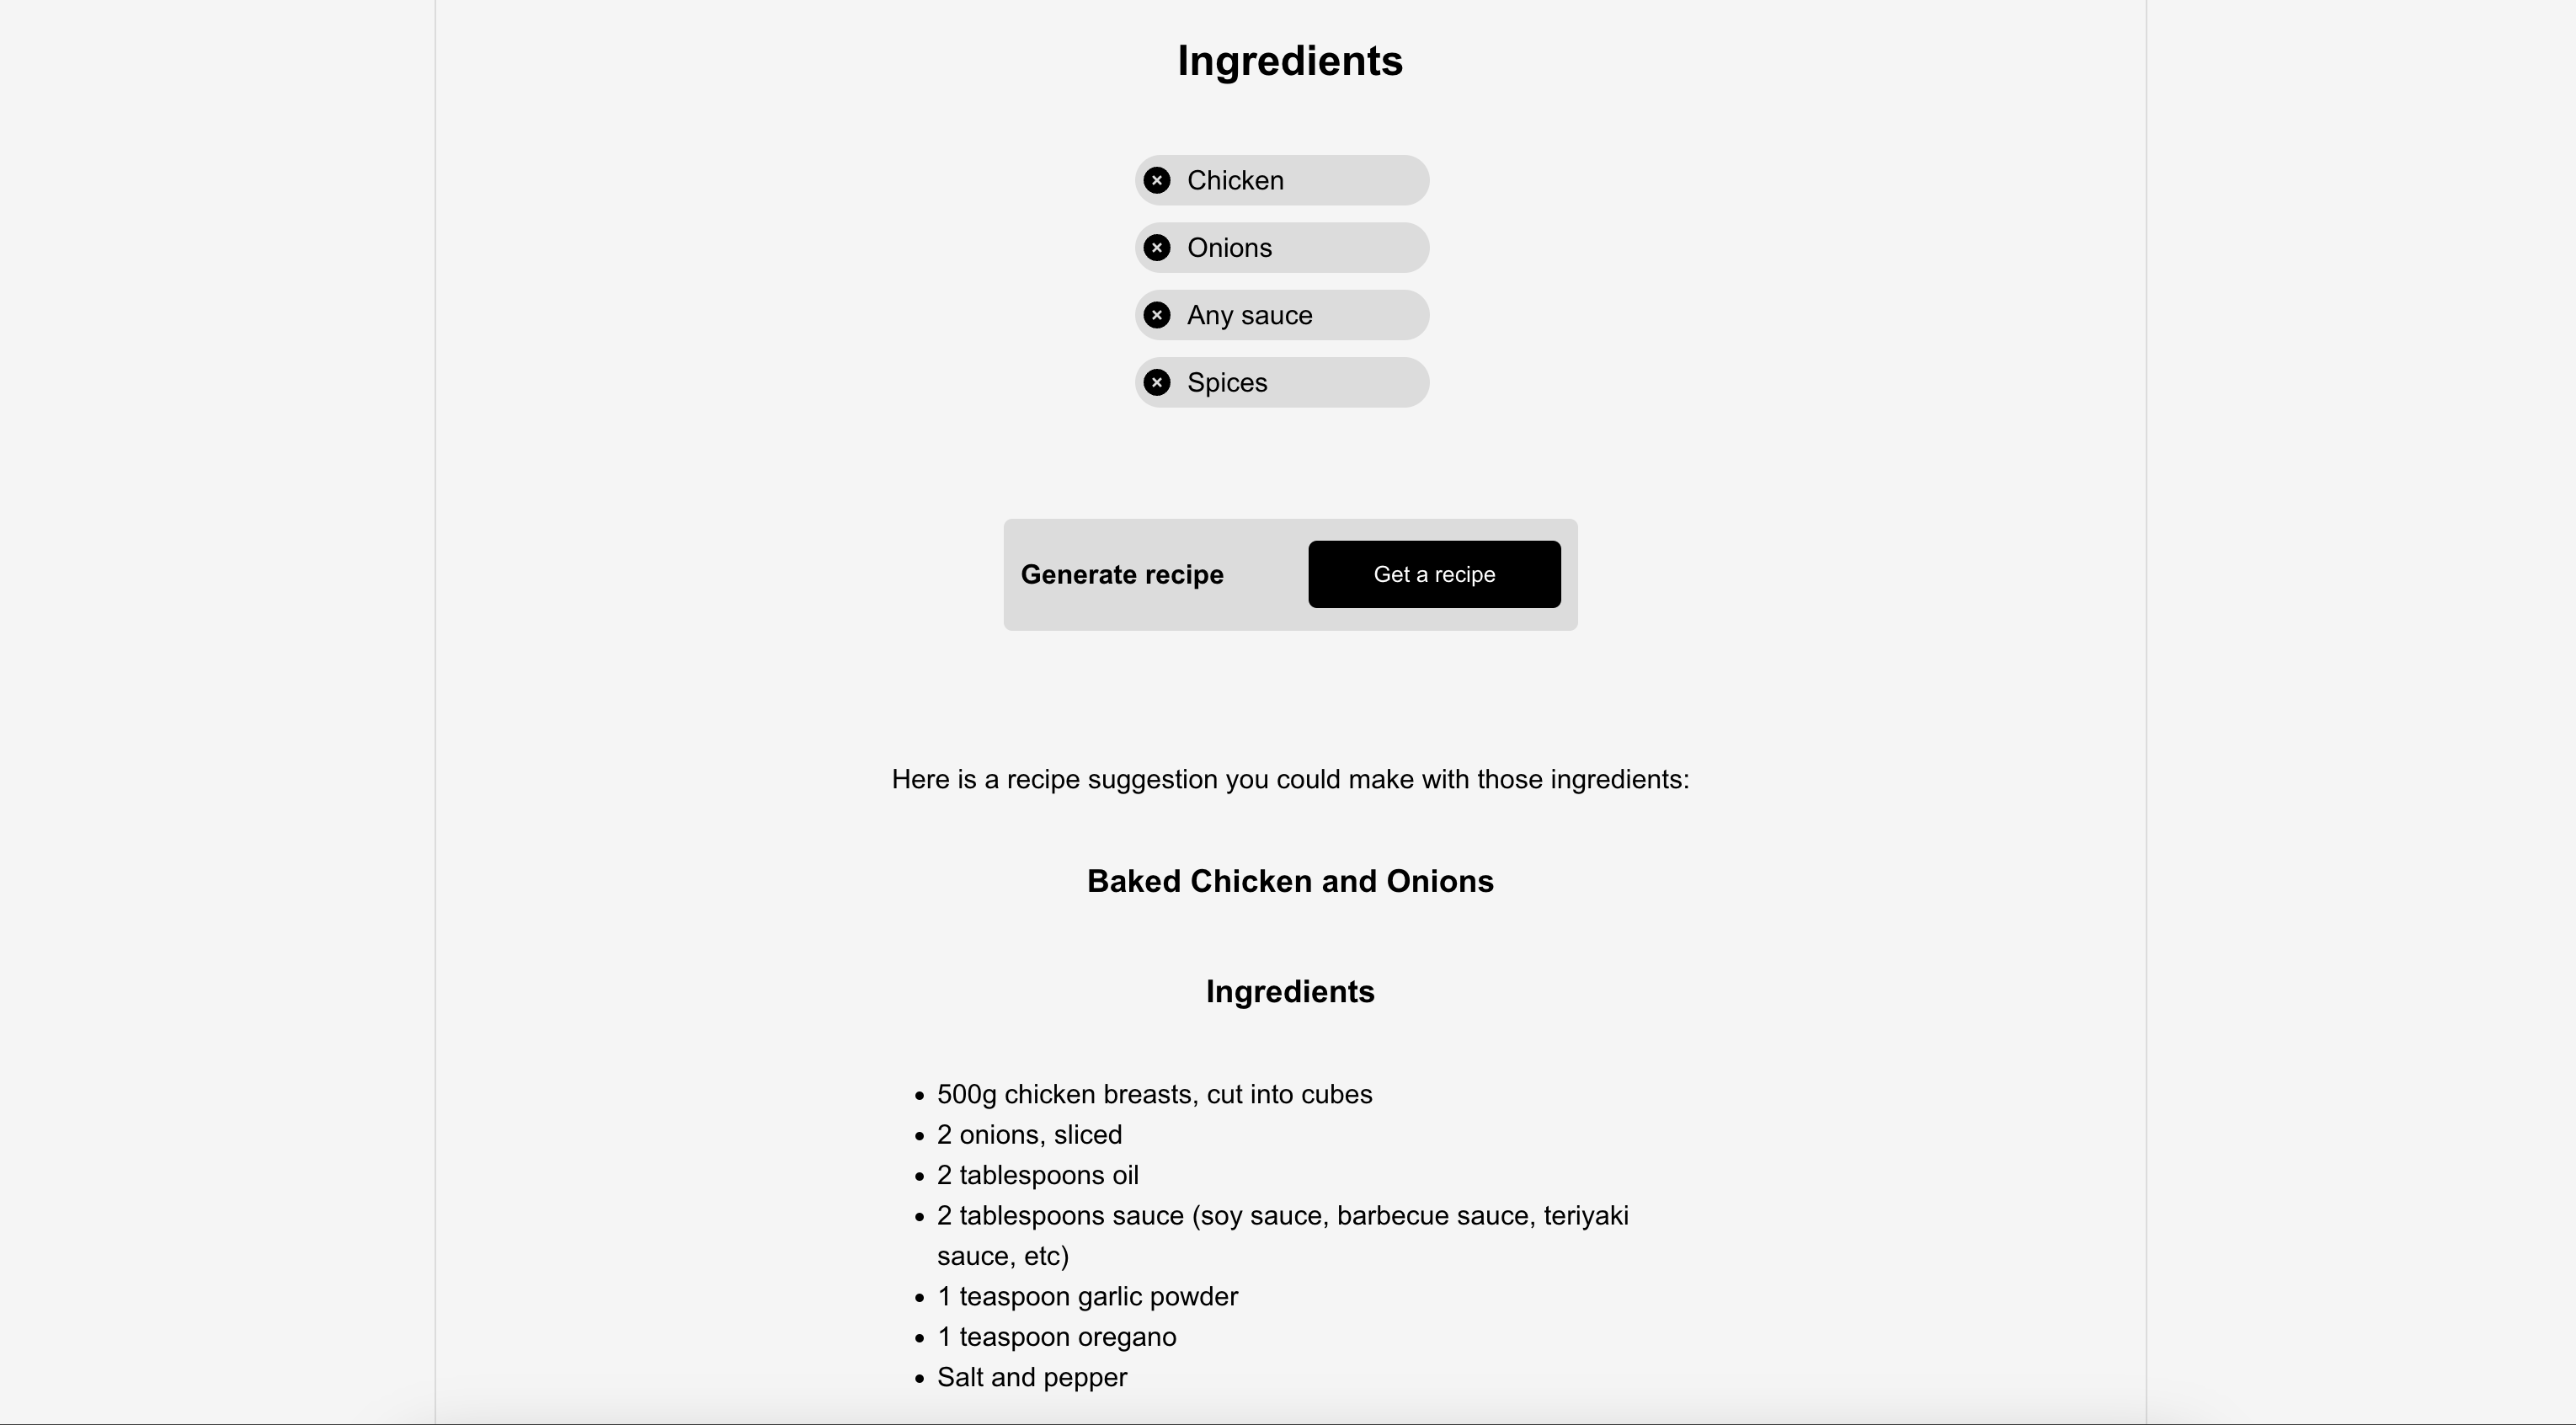 Ingredients
Chicken
Onions
Any sauce
Spices
Generate recipe
Get a recipe
Here is a recipe suggestion you could make with those ingredients:
Baked Chicken and Onions
Ingredients
500g chicken breasts, cut into cubes
2 onions, sliced
2 tablespoons oil
2 tablespoons sauce (soy sauce, barbecue sauce, teriyaki
sauce, etc)
1 teaspoon garlic powder
1 teaspoon oregano
Salt and pepper